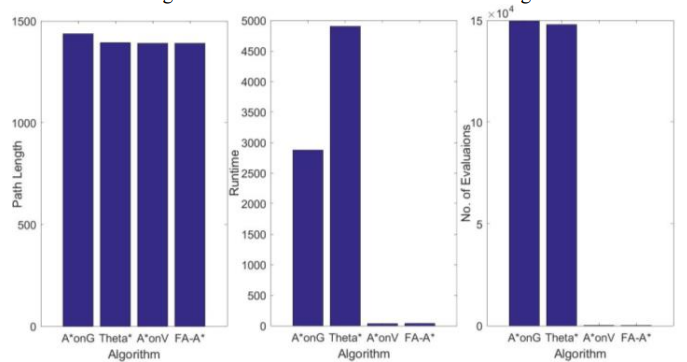 1500
1000
500
0
Path Length
A*onG Theta* A*onV FA-A*
Algorithm
5000
4500
4000
3500
3000
2500
2000
1500
1000
500
0
Runtime
A*onG Theta* A*onV FA-A*
Algorithm
×10⁴
15
10
5
0
No. of Evaluaions
A*onG Theta* A*onV FA-A*
Algorithm